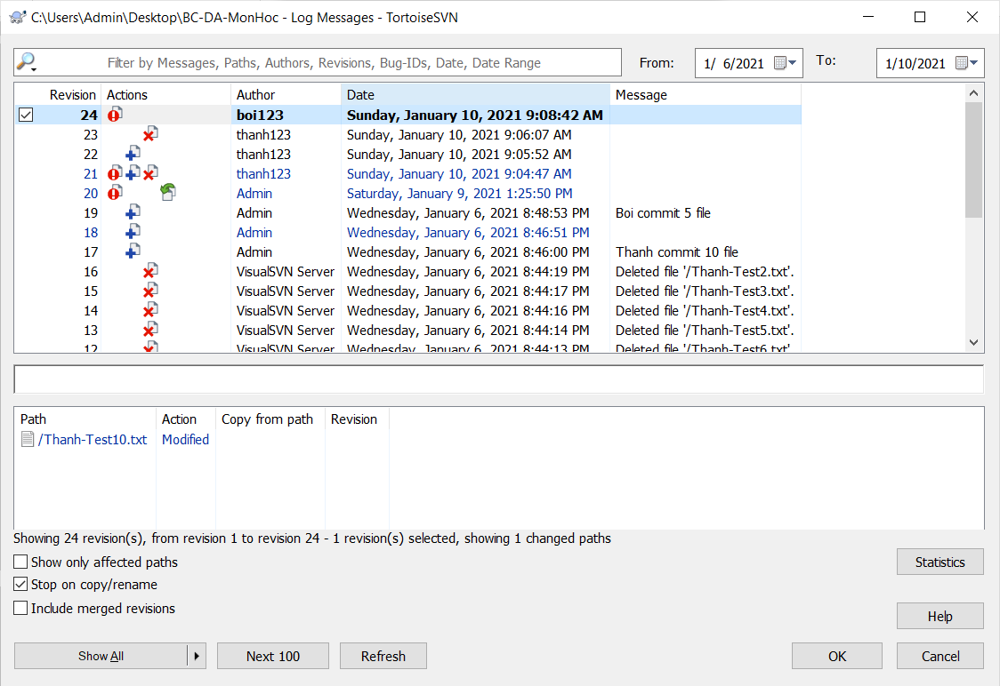 C:\Users\Admin\Desktop\BC-DA-MonHoc - Log Messages - TortoiseSVN
Filter by Messages, Paths, Authors, Revisions, Bug-IDs, Date, Date Range From: 1/ 6/2021 To: 1/10/2021
Revision Actions Author Date Message
24 boi123 Sunday, January 10, 2021 9:08:42 AM
23 thanh123 Sunday, January 10, 2021 9:06:07 AM
22 thanh123 Sunday, January 10, 2021 9:05:52 AM
21 thanh123 Sunday, January 10, 2021 9:04:47 AM
20 Admin Saturday, January 9, 2021 1:25:50 PM
19 Admin Wednesday, January 6, 2021 8:48:53 PM Boi commit 5 file
18 Admin Wednesday, January 6, 2021 8:46:51 PM
17 Admin Wednesday, January 6, 2021 8:46:00 PM Thanh commit 10 file
16 VisualSVN Server Wednesday, January 6, 2021 8:44:19 PM Deleted file '/Thanh-Test2.txt'.
15 VisualSVN Server Wednesday, January 6, 2021 8:44:17 PM Deleted file '/Thanh-Test3.txt'.
14 VisualSVN Server Wednesday, January 6, 2021 8:44:16 PM Deleted file '/Thanh-Test4.txt'.
13 VisualSVN Server Wednesday, January 6, 2021 8:44:14 PM Deleted file '/Thanh-Test5.txt'.
12 VisualSVN Server Wednesday, January 6, 2021 8:44:13 PM Deleted file '/Thanh-Test6.txt'.
Path Action Copy from path Revision
/Thanh-Test10.txt Modified
Showing 24 revision(s), from revision 1 to revision 24 - 1 revision(s) selected, showing 1 changed paths
Show only affected paths
Statistics
Stop on copy/rename
Include merged revisions
Help
Show All Next 100 Refresh OK Cancel